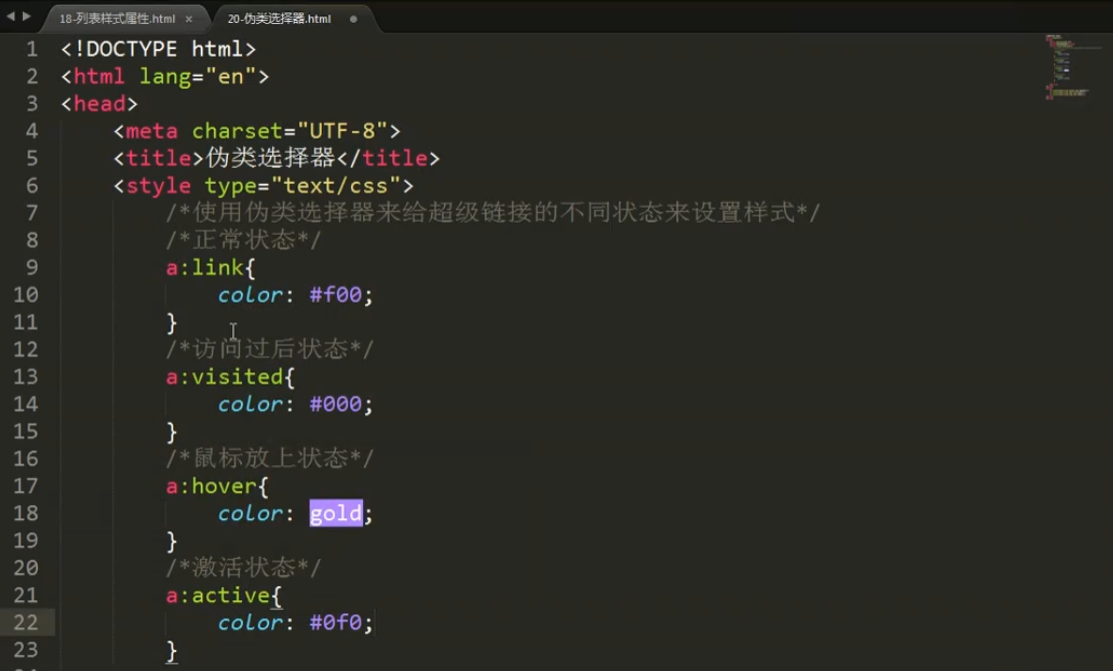 18-列表样式属性.html × 20-伪类选择器.html
1 <!DOCTYPE html>
2 <html lang="en">
3 <head>
4 <meta charset="UTF-8">
5 <title>伪类选择器</title>
6 <style type="text/css">
7 /*使用伪类选择器来给超级链接的不同状态来设置样式*/
8 /*正常状态*/
9 a:link{
10 color: #f00;
11 }
12 /*访问过后状态*/
13 a:visited{
14 color: #000;
15 }
16 /*鼠标放上状态*/
17 a:hover{
18 color: gold;
19 }
20 /*激活状态*/
21 a:active{
22 color: #0f0;
23 }